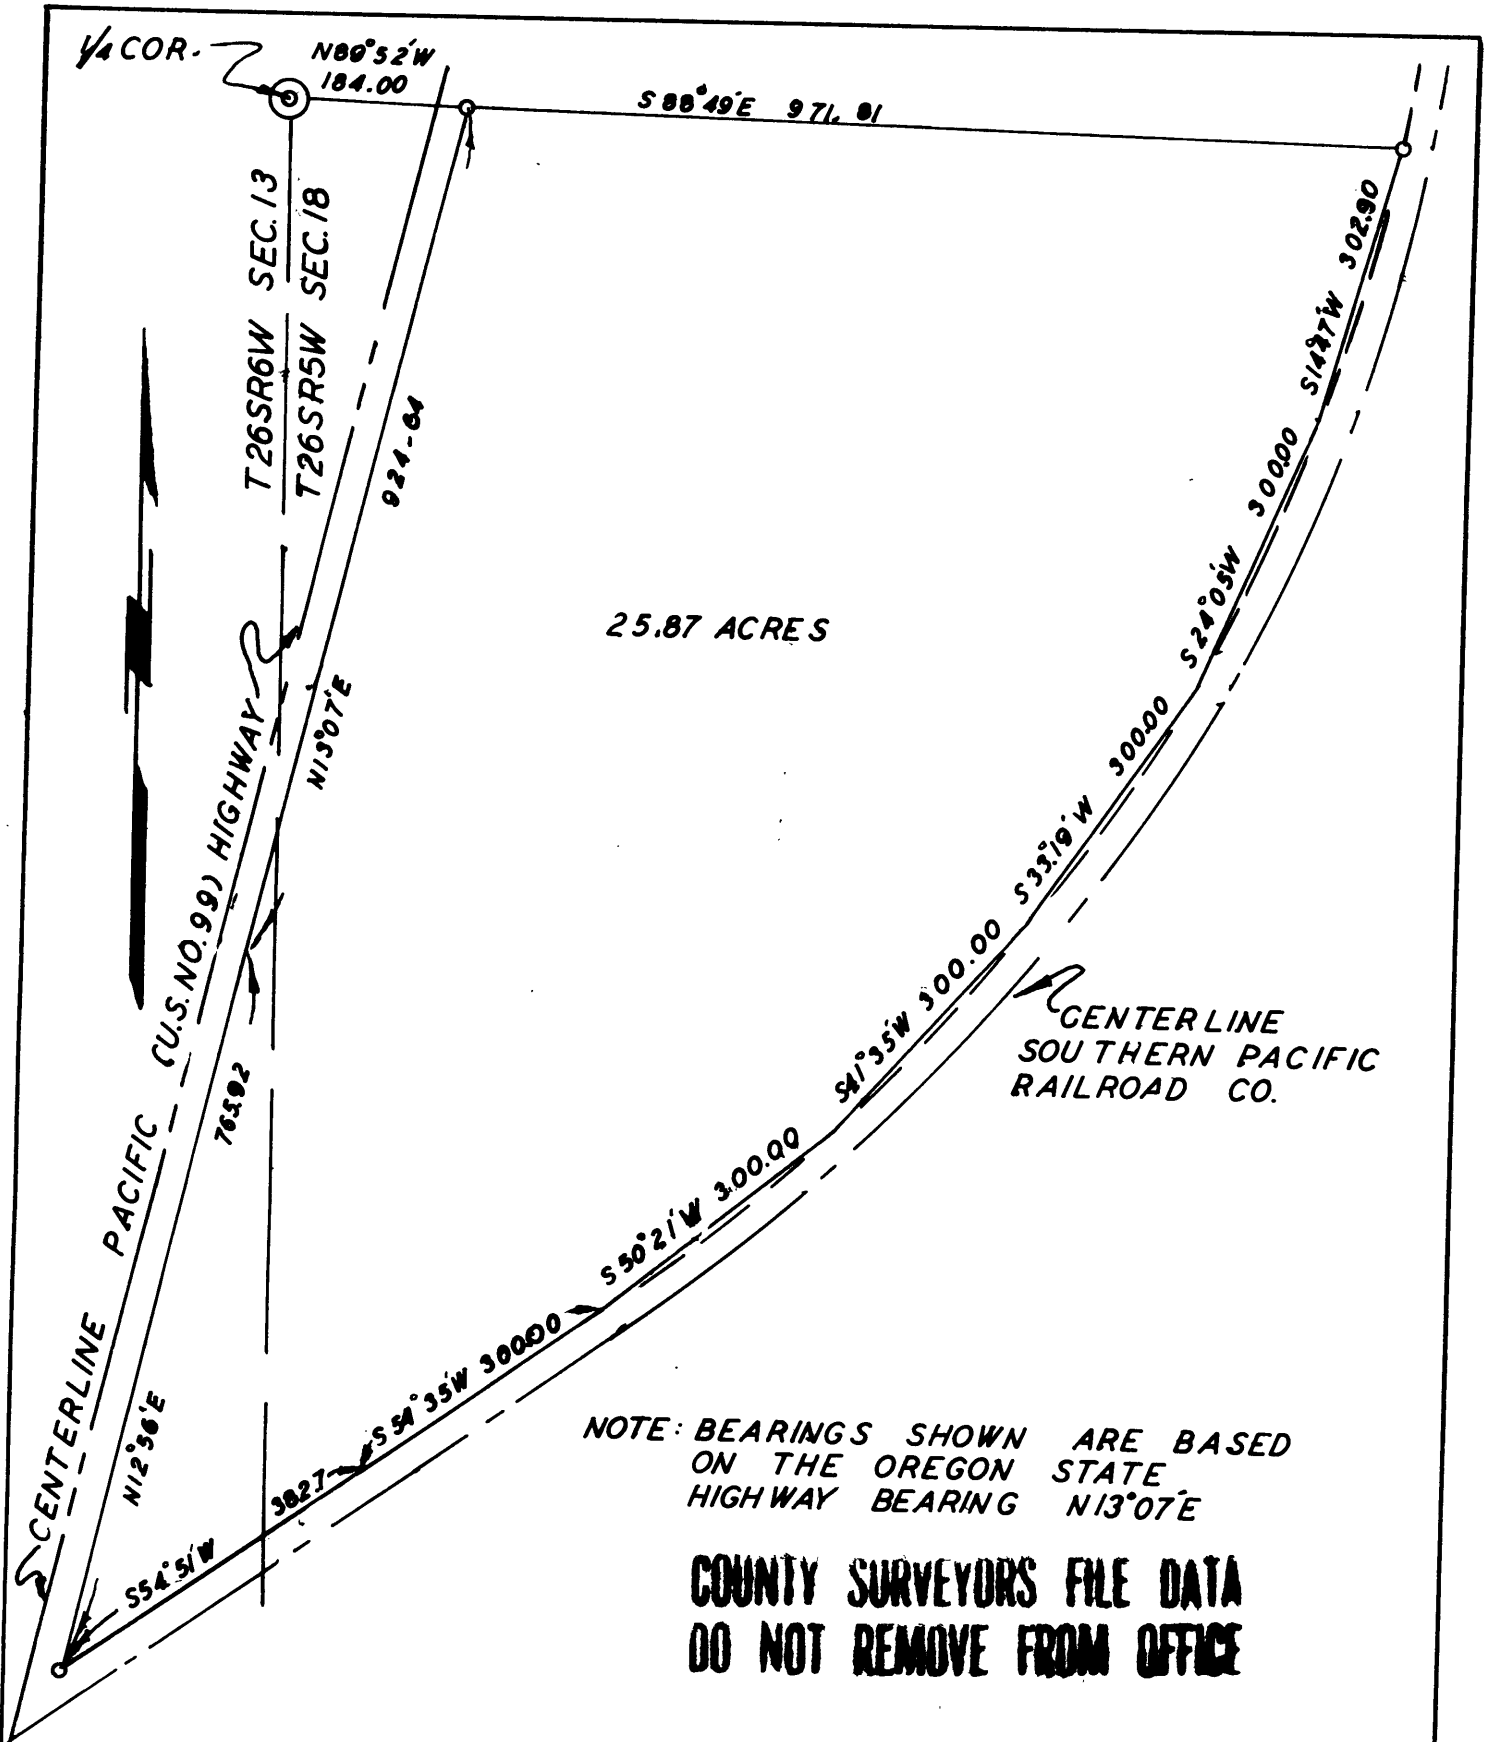 1/4 COR.
N89°52'W
184.00
S88°49'E 971.81
T26SR6W SEC.13
T26SR5W SEC.18
S14°47'W 302.90
924.84
S24°05'W 300.00
25.87 ACRES
N13°07'E
S33°19'W 300.00
CENTERLINE PACIFIC (U.S. NO. 99) HIGHWAY
S41°35'W 300.00
CENTERLINE
SOUTHERN PACIFIC
RAILROAD CO.
765.92
S50°21'W 300.00
N12°56'E
S54°35'W 300.00
S54°51'W 382.7
NOTE: BEARINGS SHOWN ARE BASED
ON THE OREGON STATE
HIGHWAY BEARING N13°07'E
COUNTY SURVEYORS FILE DATA
DO NOT REMOVE FROM OFFICE